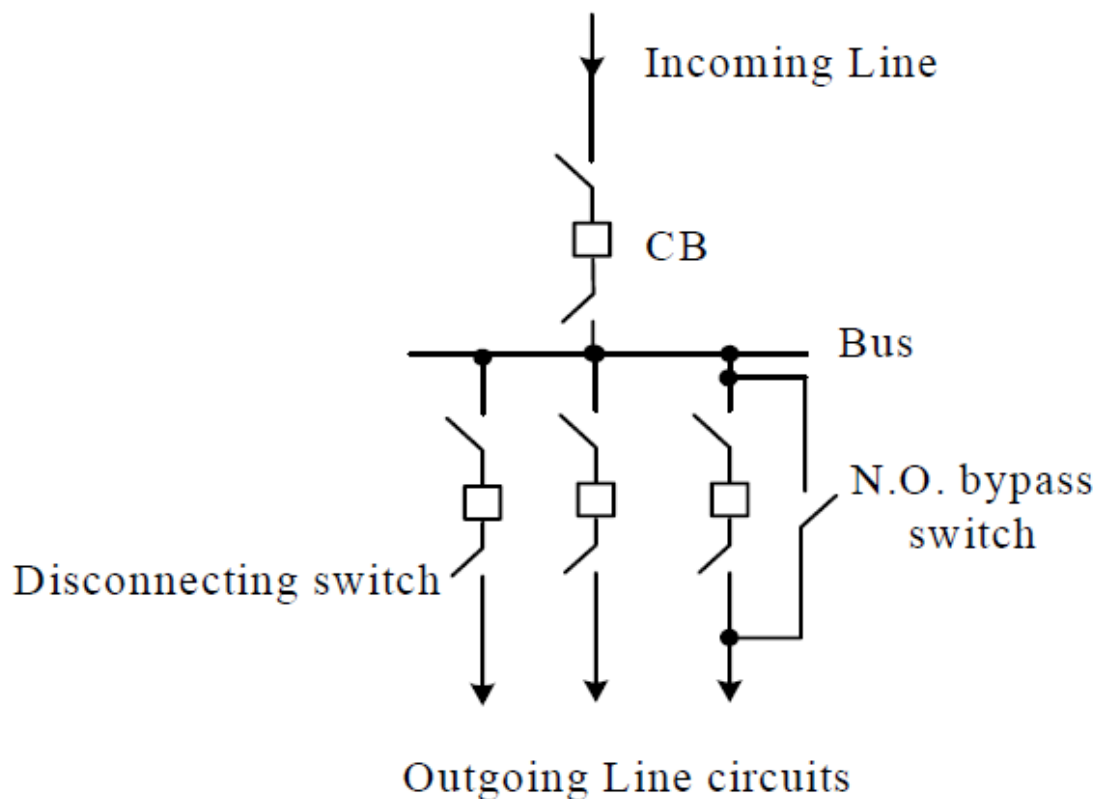 Incoming Line
CB
Bus
N.O. bypass
switch
Disconnecting switch
Outgoing Line circuits